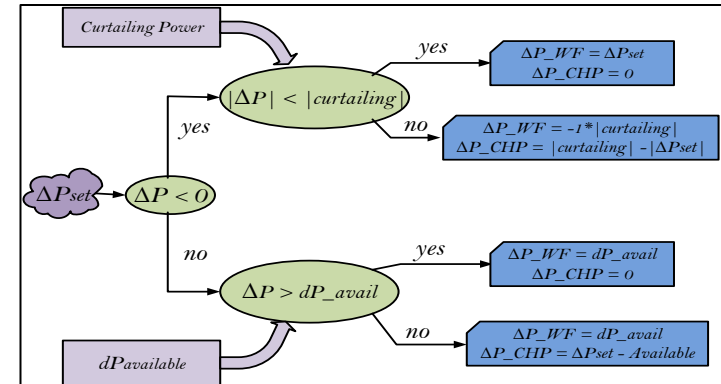 Curtailing Power
yes
ΔP_WF = ΔPset
ΔP_CHP = 0
|ΔP| < |curtailing|
no
ΔP_WF = -1*|curtailing|
ΔP_CHP = |curtailing| -|ΔPset|
yes
ΔPset
ΔP < 0
no
yes
ΔP_WF = dP_avail
ΔP_CHP = 0
ΔP > dP_avail
no
ΔP_WF = dP_avail
ΔP_CHP = ΔPset - Available
dPavailable